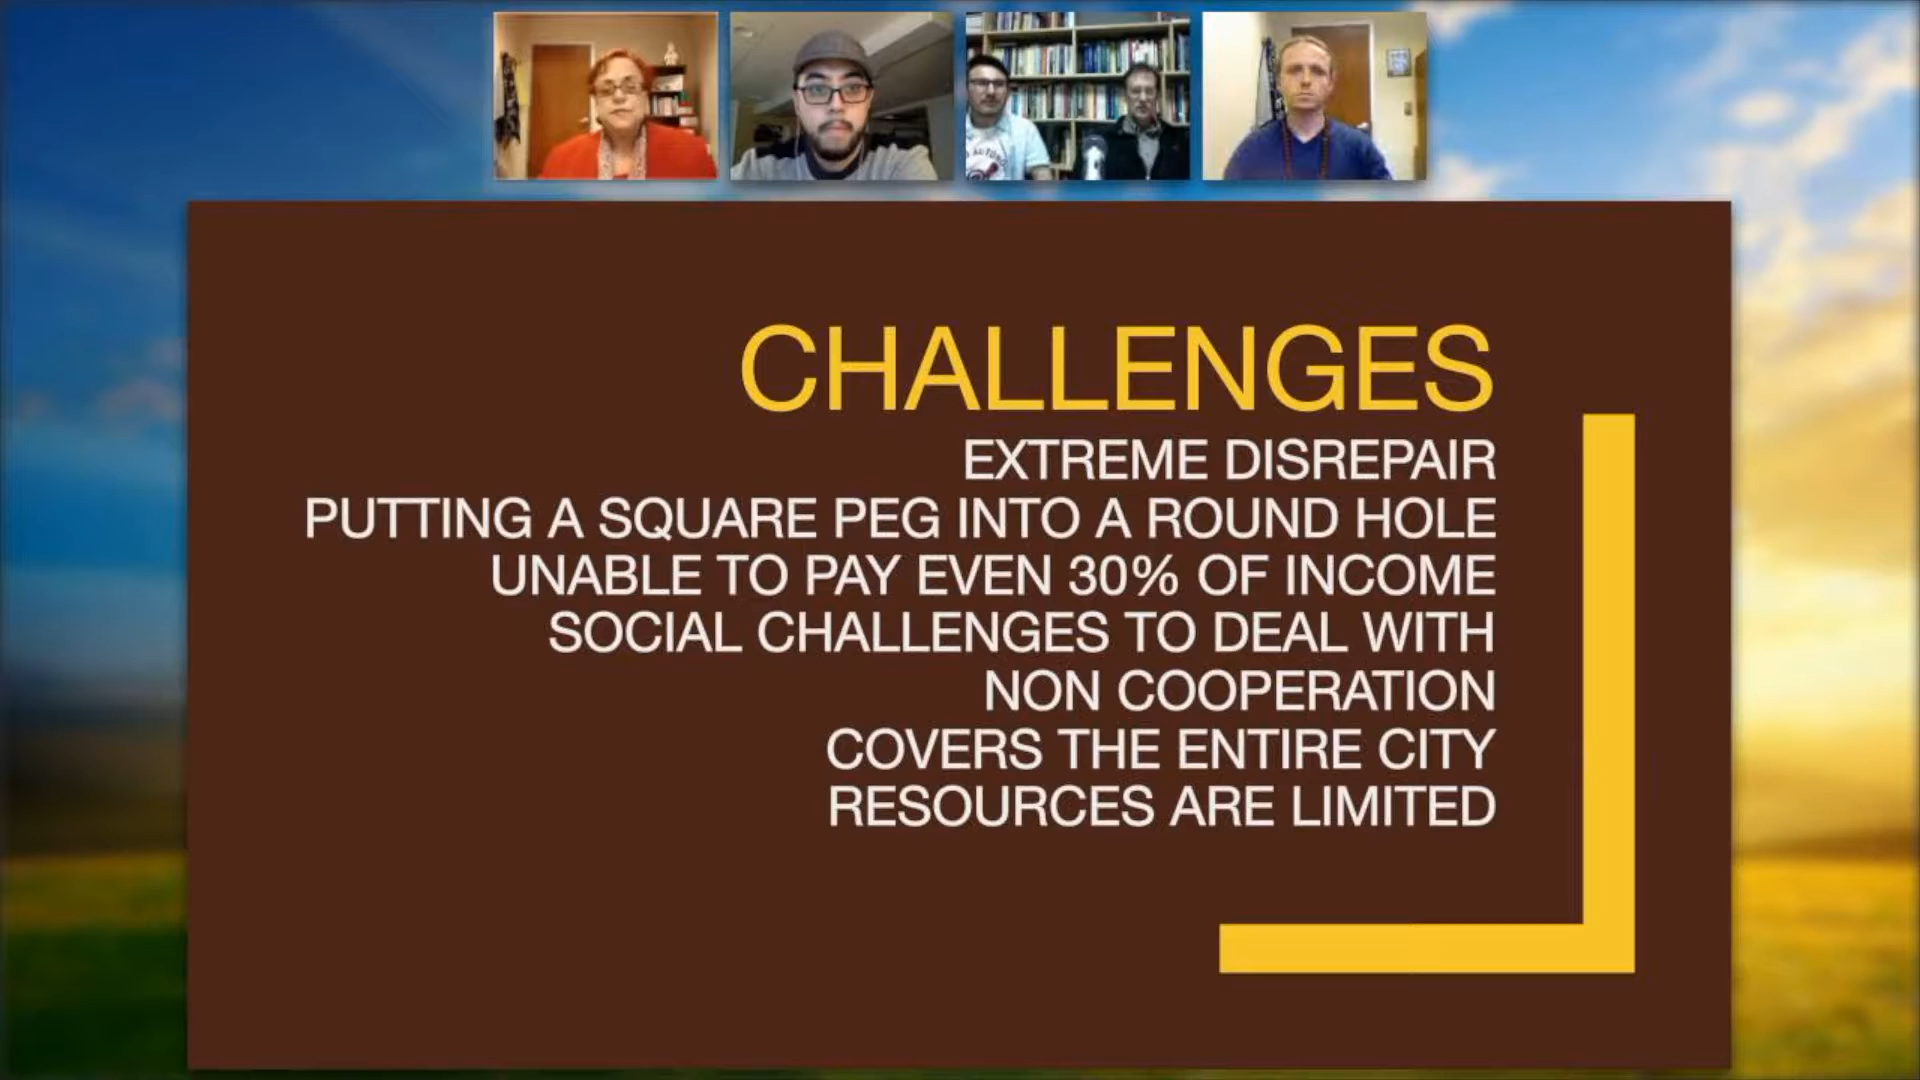 CHALLENGES
EXTREME DISREPAIR
PUTTING A SQUARE PEG INTO A ROUND HOLE
UNABLE TO PAY EVEN 30% OF INCOME
SOCIAL CHALLENGES TO DEAL WITH
NON COOPERATION
COVERS THE ENTIRE CITY
RESOURCES ARE LIMITED